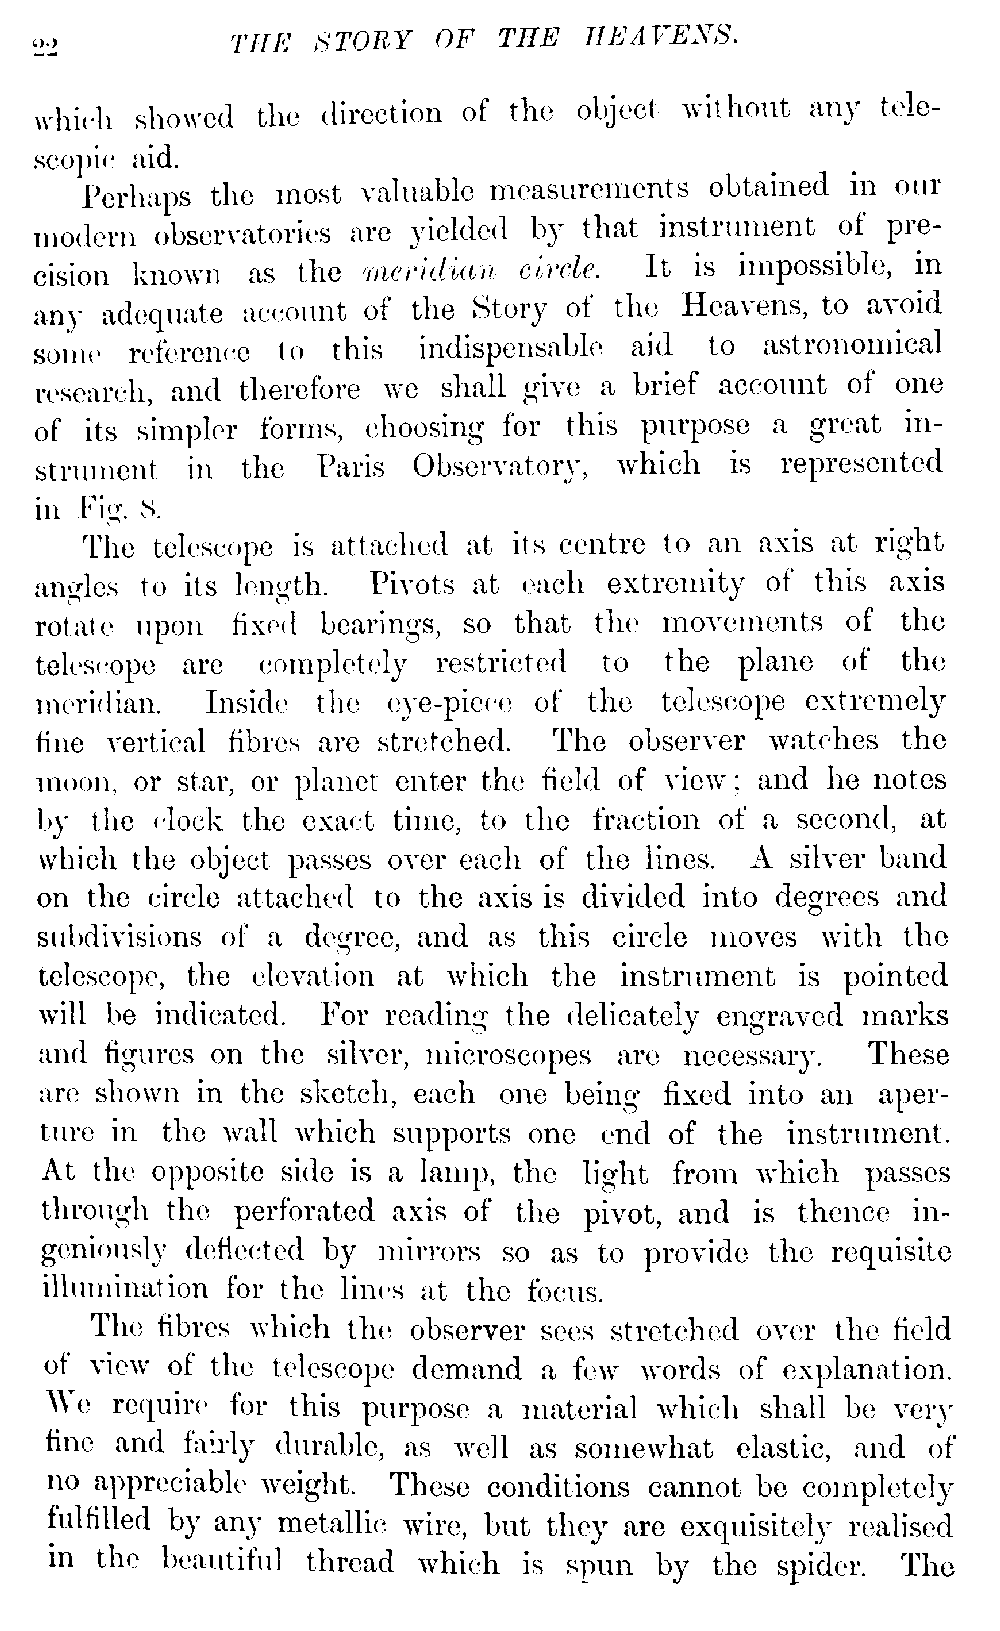 22 THE STORY OF THE HEAVENS.
which showed the direction of the object without any tele-
scopic aid.
Perhaps the most valuable measurements obtained in our
modern observatories are yielded by that instrument of pre-
cision known as the meridian circle. It is impossible, in
any adequate account of the Story of the Heavens, to avoid
some reference to this indispensable aid to astronomical
research, and therefore we shall give a brief account of one
of its simpler forms, choosing for this purpose a great in-
strument in the Paris Observatory, which is represented
in Fig. 8.
The telescope is attached at its centre to an axis at right
angles to its length. Pivots at each extremity of this axis
rotate upon fixed bearings, so that the movements of the
telescope are completely restricted to the plane of the
meridian. Inside the eye-piece of the telescope extremely
fine vertical fibres are stretched. The observer watches the
moon, or star, or planet enter the field of view; and he notes
by the clock the exact time, to the fraction of a second, at
which the object passes over each of the lines. A silver band
on the circle attached to the axis is divided into degrees and
subdivisions of a degree, and as this circle moves with the
telescope, the elevation at which the instrument is pointed
will be indicated. For reading the delicately engraved marks
and figures on the silver, microscopes are necessary. These
are shown in the sketch, each one being fixed into an aper-
ture in the wall which supports one end of the instrument.
At the opposite side is a lamp, the light from which passes
through the perforated axis of the pivot, and is thence in-
geniously deflected by mirrors so as to provide the requisite
illumination for the lines at the focus.
The fibres which the observer sees stretched over the field
of view of the telescope demand a few words of explanation.
We require for this purpose a material which shall be very
fine and fairly durable, as well as somewhat elastic, and of
no appreciable weight. These conditions cannot be completely
fulfilled by any metallic wire, but they are exquisitely realised
in the beautiful thread which is spun by the spider. The